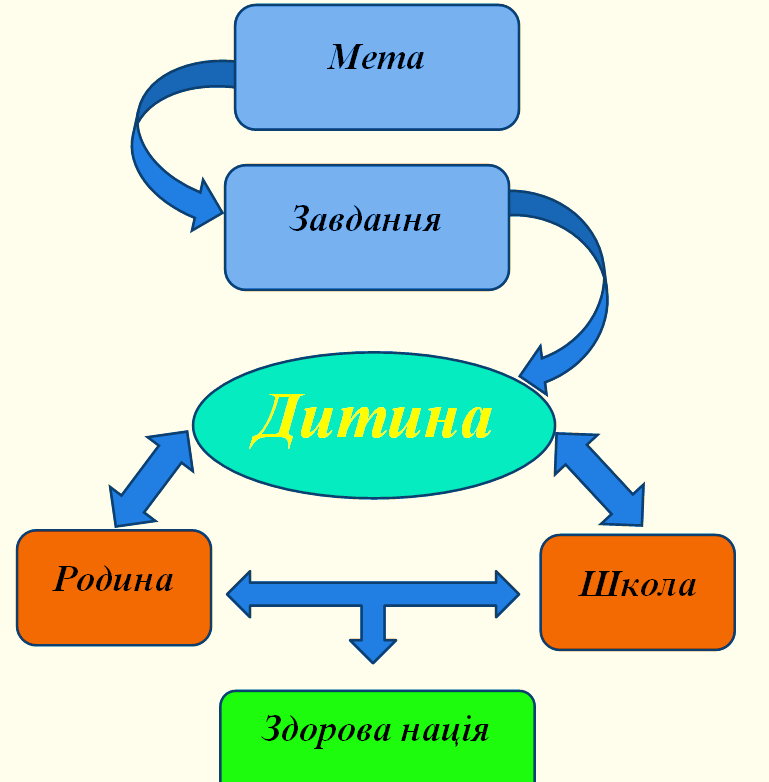 Мета
Завдання
Дитина
Родина
Школа
Здорова нація